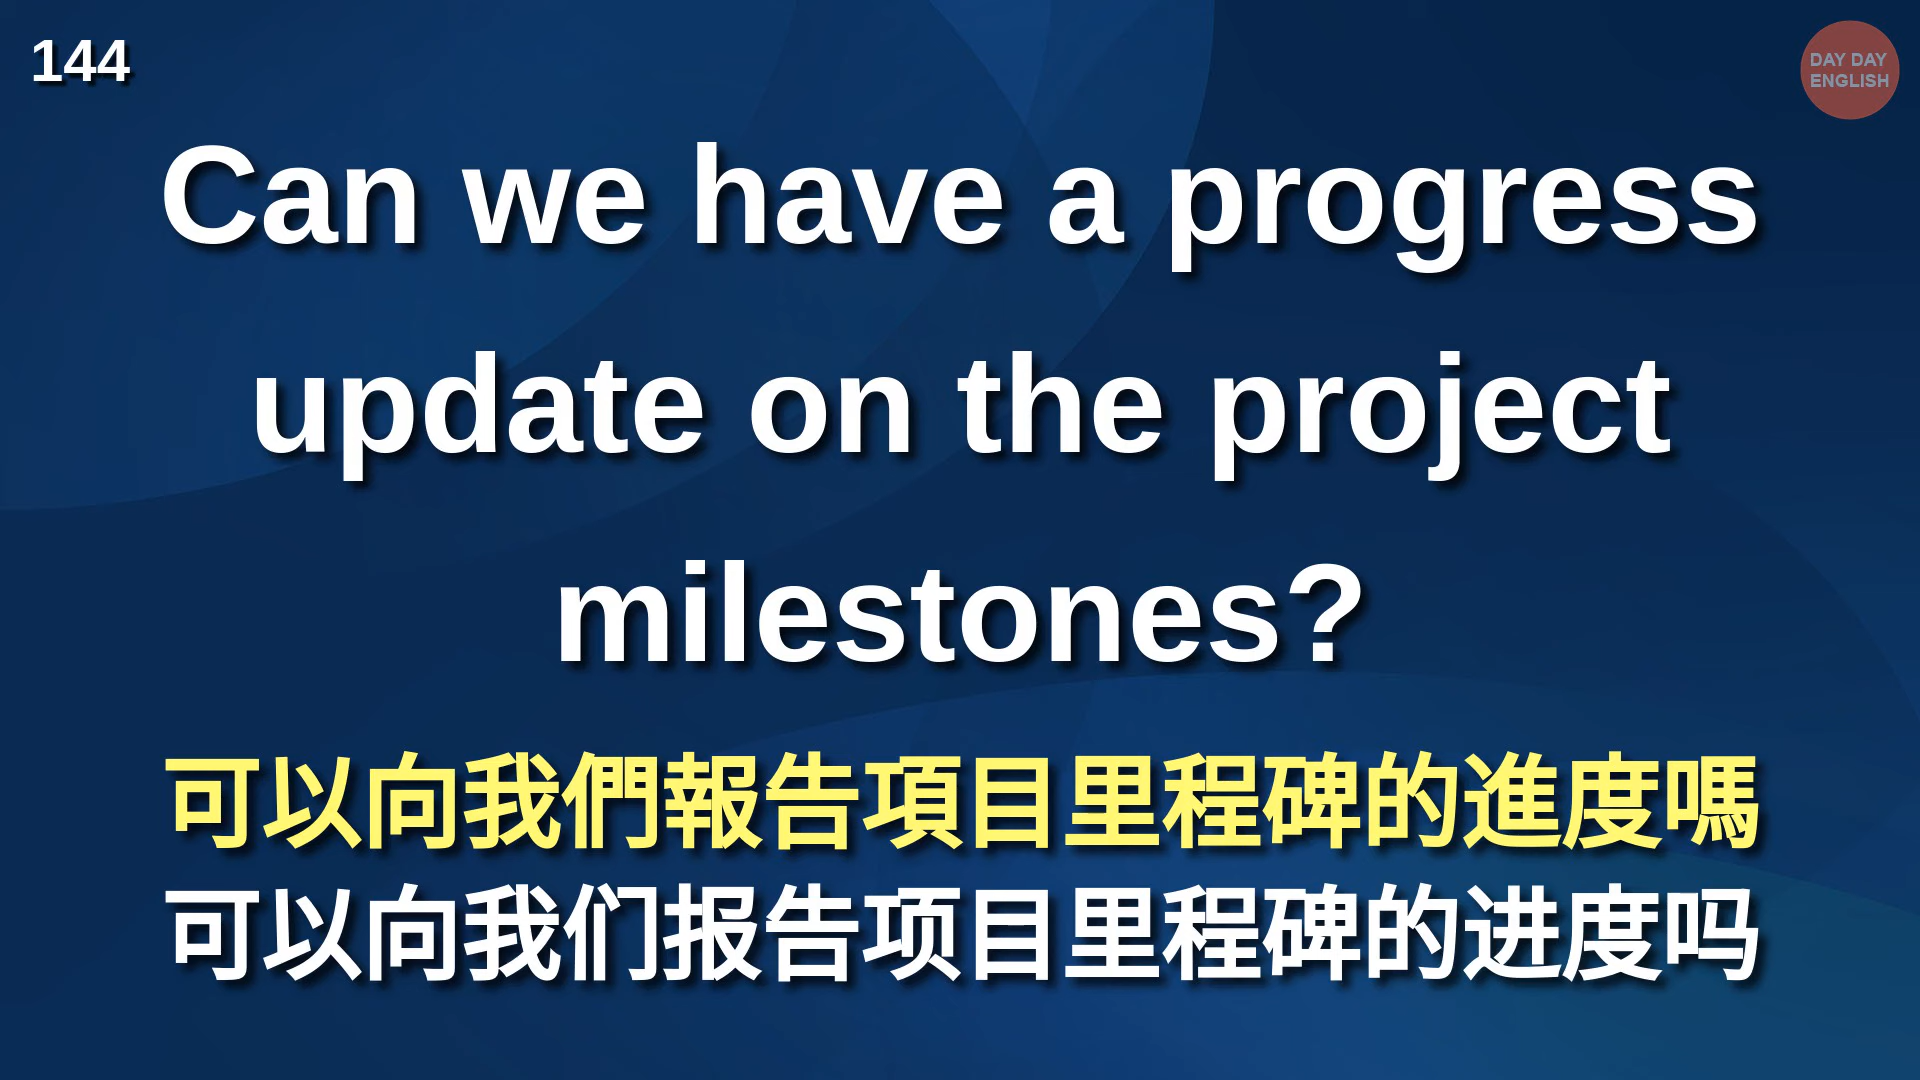 144
DAY DAY
ENGLISH
Can we have a progress
update on the project
milestones?
可以向我們報告項目里程碑的進度嗎
可以向我们报告项目里程碑的进度吗